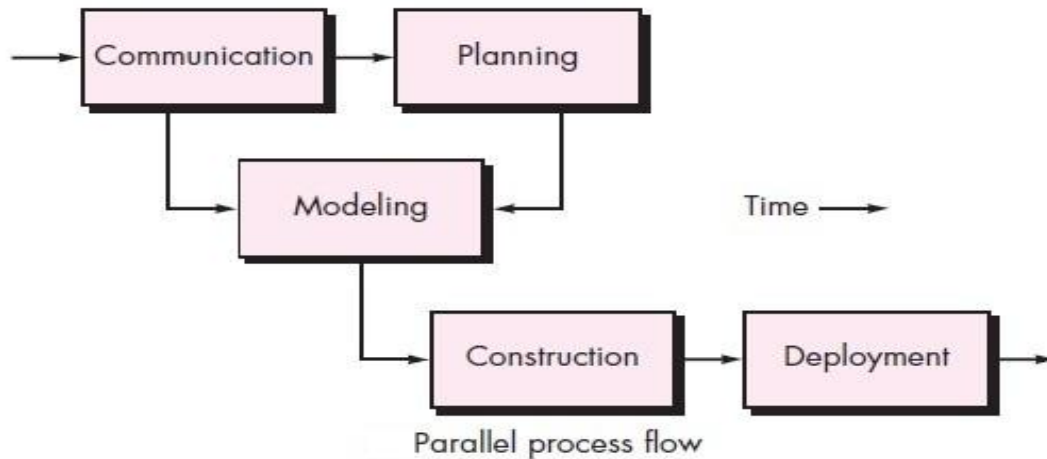 Communication
Planning
Modeling
Time
Construction
Deployment
Parallel process flow